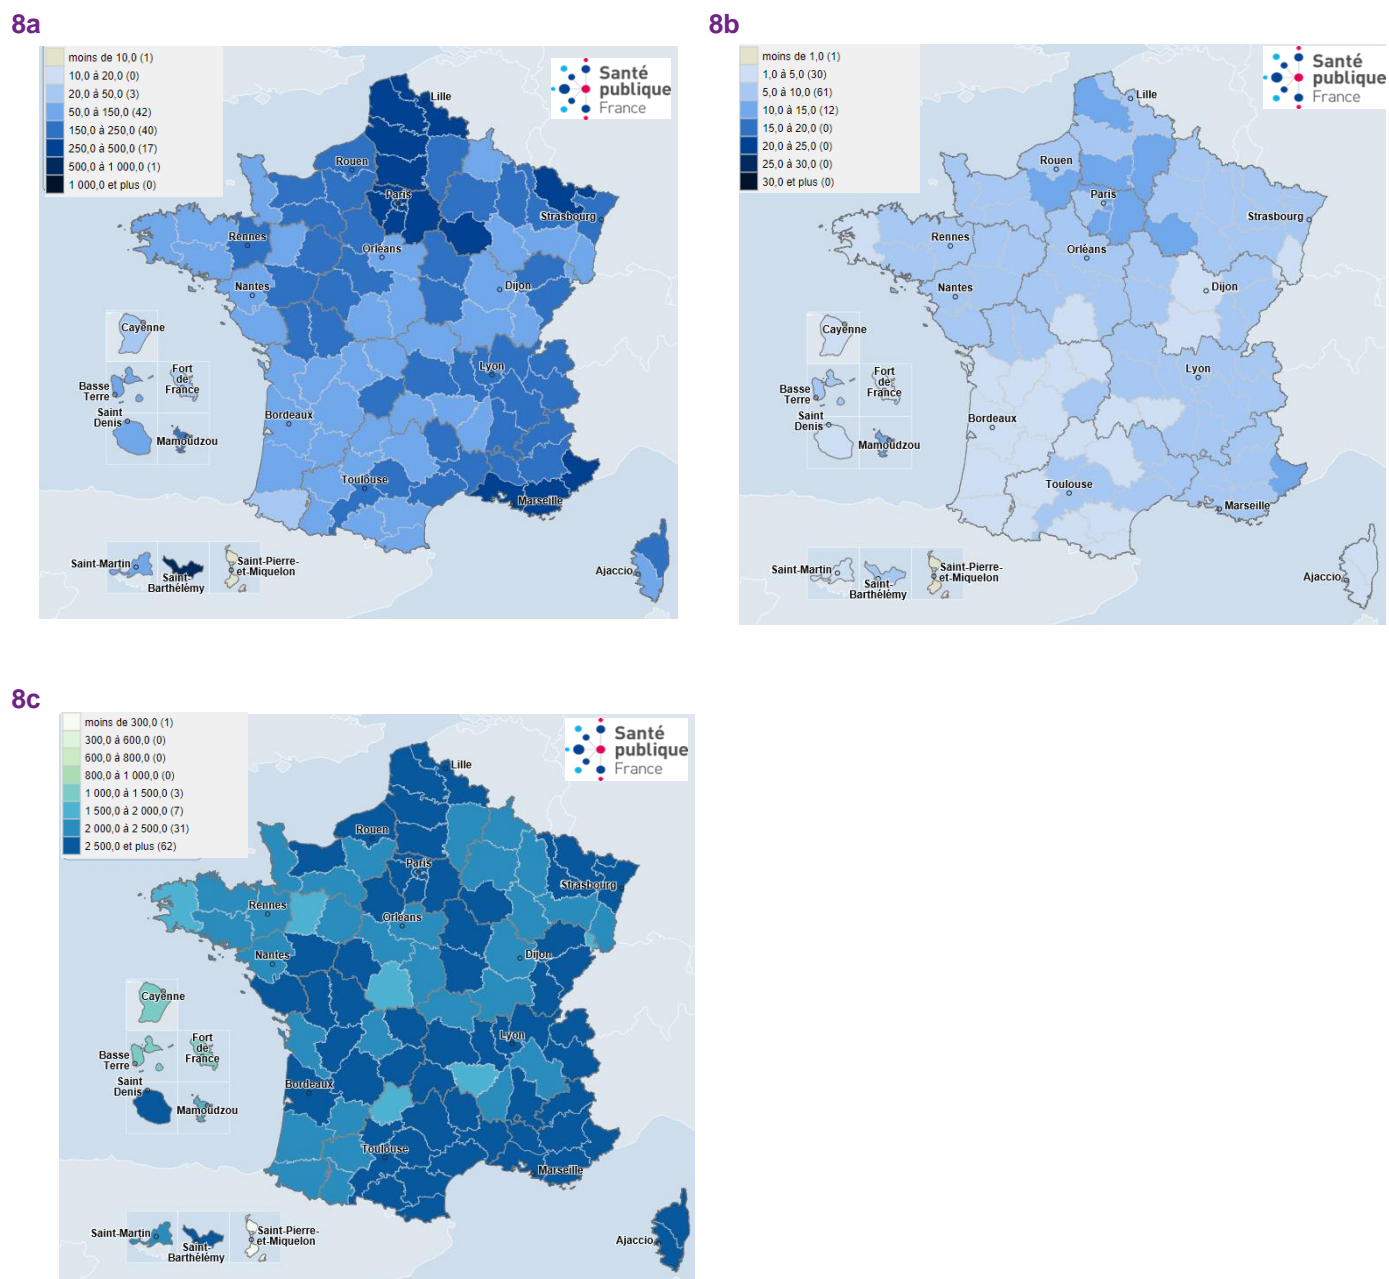 8a
moins de 10,0 (1)
10,0 à 20,0 (0)
20,0 à 50,0 (3)
50,0 à 150,0 (42)
150,0 à 250,0 (40)
250,0 à 500,0 (17)
500,0 à 1 000,0 (1)
1 000,0 et plus (0)
Santé
publique
France
Lille
Rouen
Paris
Strasbourg
Rennes
Orléans
Nantes
Dijon
Cayenne
Lyon
Basse
Terre
Fort
de
France
Saint
Denis
Bordeaux
Mamoudzou
Toulouse
Marseille
Saint-Martin
Saint-
Barthélémy
Saint-Pierre-
et-Miquelon
Ajaccio
8b
moins de 1,0 (1)
1,0 à 5,0 (30)
5,0 à 10,0 (61)
10,0 à 15,0 (12)
15,0 à 20,0 (0)
20,0 à 25,0 (0)
25,0 à 30,0 (0)
30,0 et plus (0)
Santé
publique
France
Lille
Rouen
Paris
Strasbourg
Rennes
Orléans
Nantes
Dijon
Cayenne
Lyon
Basse
Terre
Fort
de
France
Saint
Denis
Bordeaux
Mamoudzou
Toulouse
Marseille
Saint-Martin
Saint-
Barthélémy
Saint-Pierre-
et-Miquelon
Ajaccio
8c
moins de 300,0 (1)
300,0 à 600,0 (0)
600,0 à 800,0 (0)
800,0 à 1 000,0 (0)
1 000,0 à 1 500,0 (3)
1 500,0 à 2 000,0 (7)
2 000,0 à 2 500,0 (31)
2 500,0 et plus (62)
Santé
publique
France
Lille
Rouen
Paris
Strasbourg
Rennes
Orléans
Nantes
Dijon
Cayenne
Lyon
Basse
Terre
Fort
de
France
Saint
Denis
Bordeaux
Mamoudzou
Toulouse
Marseille
Saint-Martin
Saint-
Barthélémy
Saint-Pierre-
et-Miquelon
Ajaccio